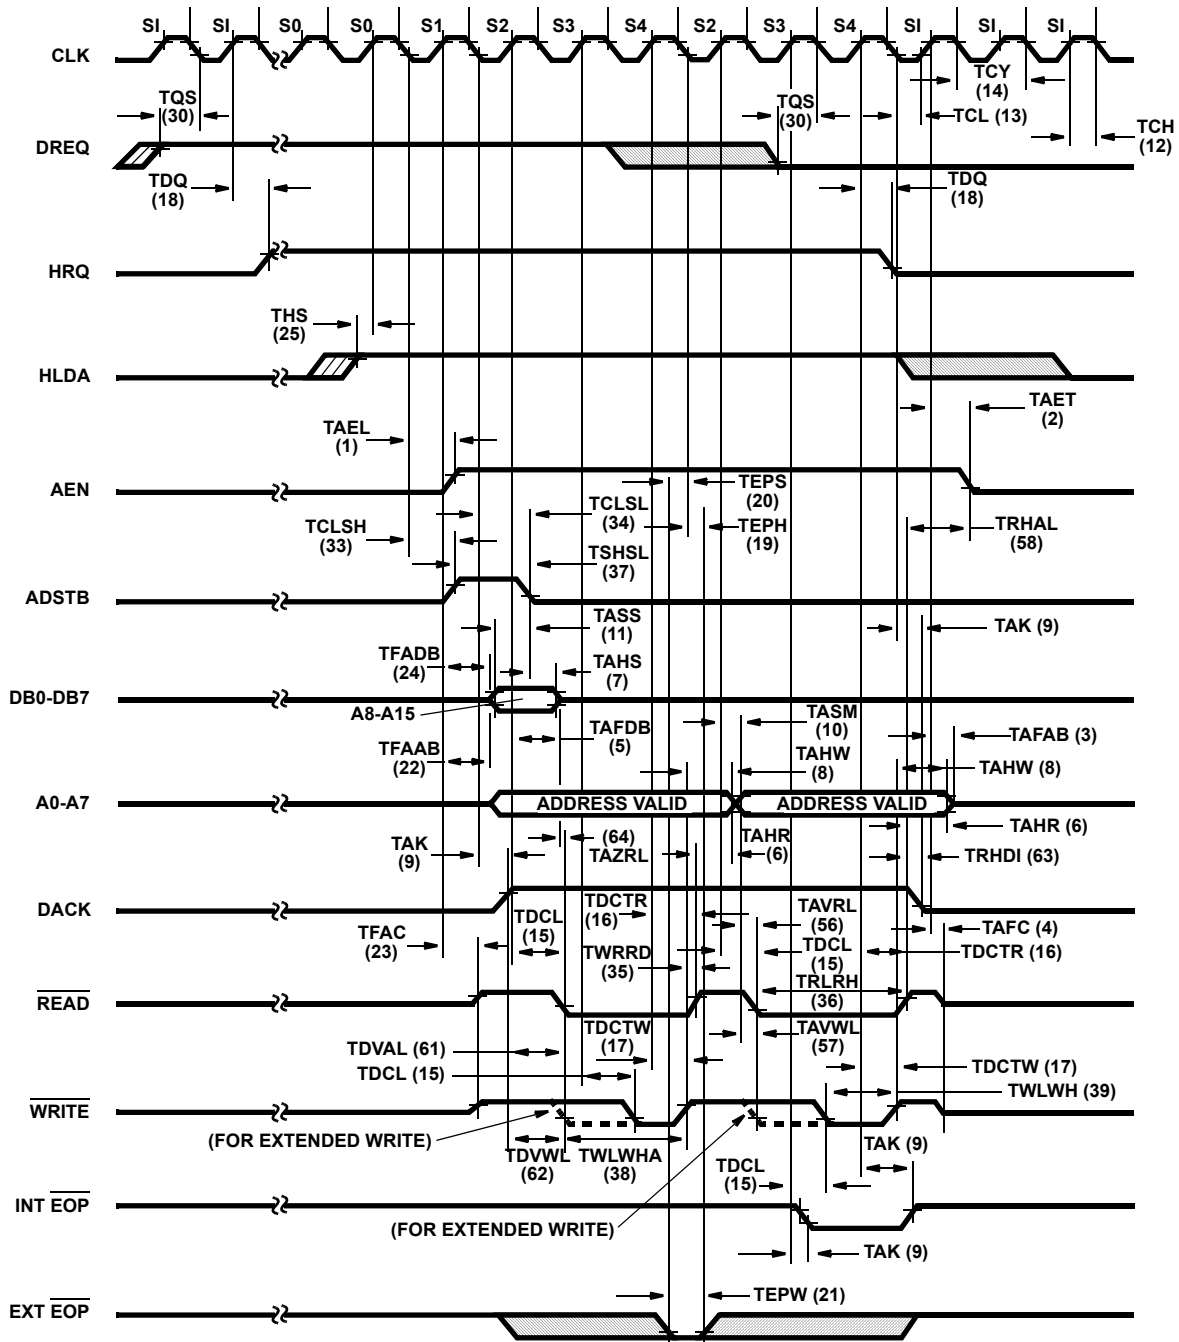 SI SI S0 S0 S1 S2 S3 S4 S2 S3 S4 SI SI SI
CLK
TCY
(14)
TQS
(30)
TQS
(30)
TCL (13)
TCH
(12)
DREQ
TDQ
(18)
TDQ
(18)
HRQ
THS
(25)
HLDA
TAET
(2)
TAEL
(1)
AEN
TEPS
(20)
TCLSL
(34)
TEPH
(19)
TCLSH
(33)
TRHAL
(58)
TSHSL
(37)
ADSTB
TASS
(11)
TAK (9)
TFADB
(24)
TAHS
(7)
DB0-DB7
A8-A15
TAFDB
(5)
TASM
(10)
TAFAB (3)
TFAAB
(22)
TAHW
(8)
TAHW (8)
A0-A7
ADDRESS VALID
ADDRESS VALID
TAHR (6)
TAK
(9)
(64)
TAZRL
TAHR
(6)
TRHDI (63)
DACK
TDCTR
(16)
TAVRL
(56)
TDCL
(15)
TAFC (4)
TFAC
(23)
TWRRD
(35)
TDCL
(15)
TDCTR (16)
TRLRH
(36)
READ
TDCTW
(17)
TAVWL
(57)
TDVAL (61)
TDCL (15)
TDCTW (17)
TWLWH (39)
WRITE
(FOR EXTENDED WRITE)
TDVWL
(62)
TWLWHA
(38)
TAK (9)
TDCL
(15)
INT EOP
(FOR EXTENDED WRITE)
TAK (9)
TEPW (21)
EXT EOP